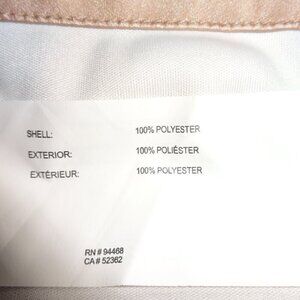 SHELL: 100% POLYESTER
EXTERIOR: 100% POLIÉSTER
EXTÉRIEUR: 100% POLYESTER
RN # 94468
CA # 52362